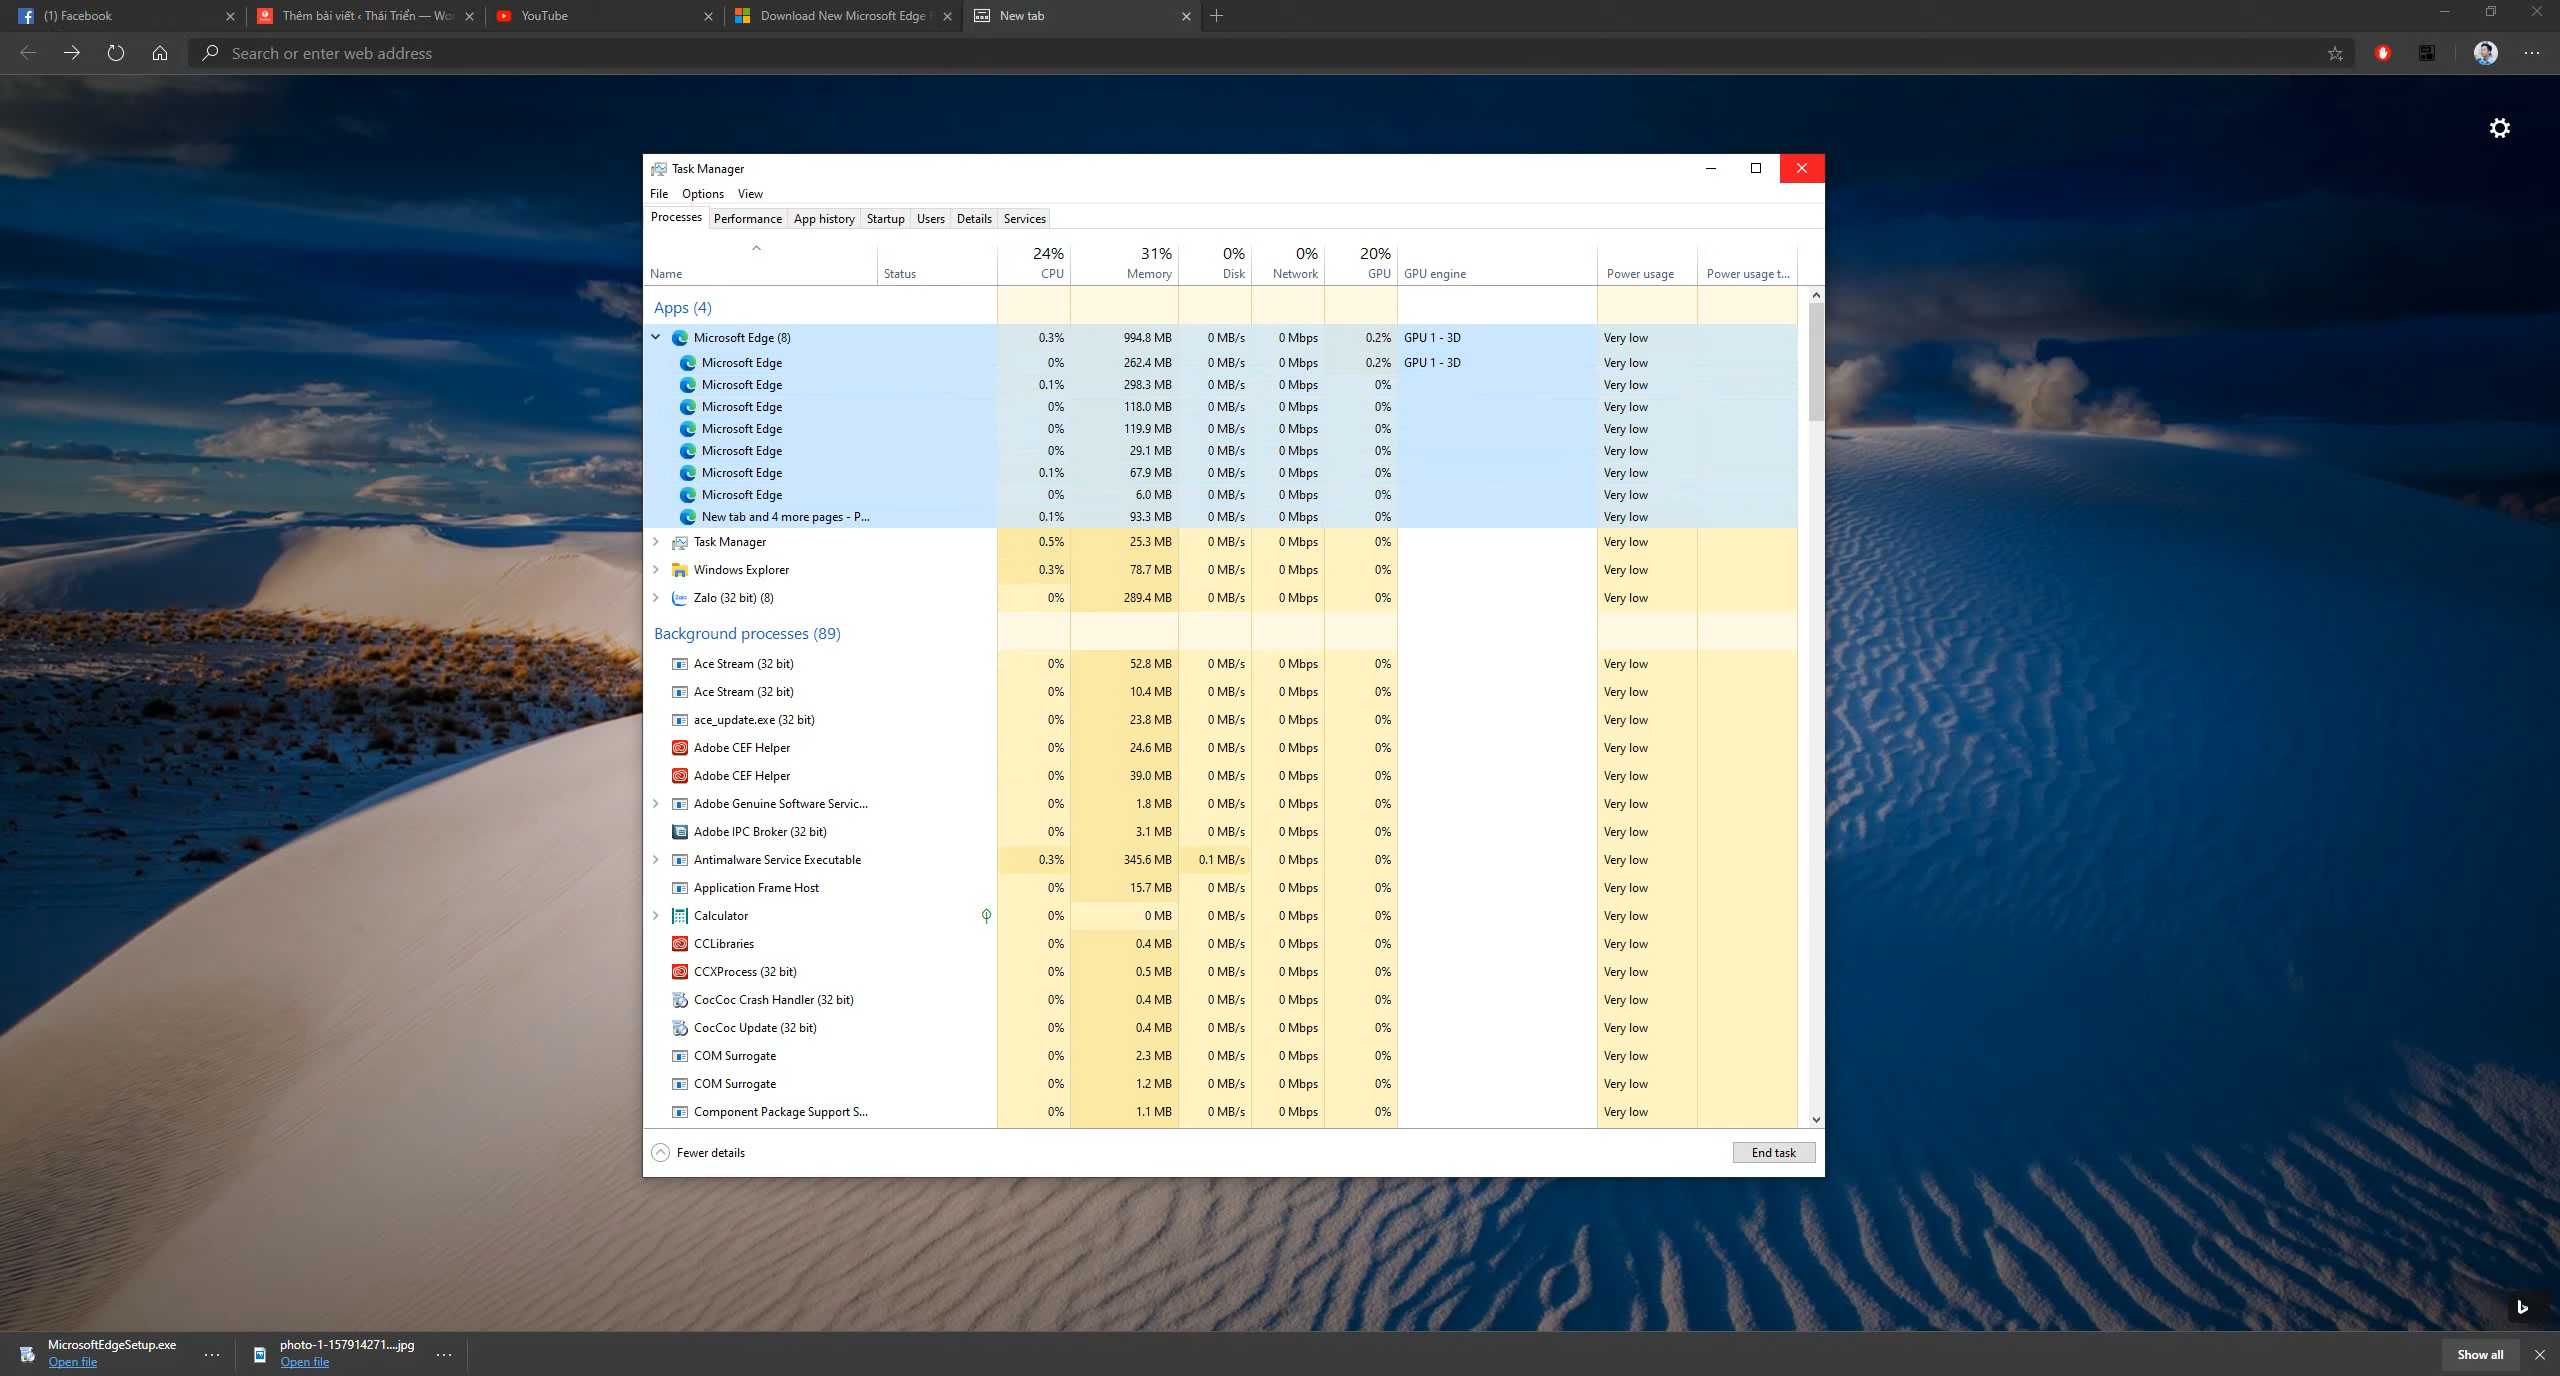 (1) Facebook
Thêm bài viết ‹ Thái Triển — Wo
YouTube
Download New Microsoft Edge
New tab
Search or enter web address
Task Manager
File Options View
Processes Performance App history Startup Users Details Services
24% 31% 0% 0% 20%
Name Status CPU Memory Disk Network GPU GPU engine Power usage Power usage t...
Apps (4)
Microsoft Edge (8) 0.3% 994.8 MB 0 MB/s 0 Mbps 0.2% GPU 1 - 3D Very low
Microsoft Edge 0% 262.4 MB 0 MB/s 0 Mbps 0.2% GPU 1 - 3D Very low
Microsoft Edge 0.1% 298.3 MB 0 MB/s 0 Mbps 0% Very low
Microsoft Edge 0% 118.0 MB 0 MB/s 0 Mbps 0% Very low
Microsoft Edge 0% 119.9 MB 0 MB/s 0 Mbps 0% Very low
Microsoft Edge 0% 29.1 MB 0 MB/s 0 Mbps 0% Very low
Microsoft Edge 0.1% 67.9 MB 0 MB/s 0 Mbps 0% Very low
Microsoft Edge 0% 6.0 MB 0 MB/s 0 Mbps 0% Very low
New tab and 4 more pages - P... 0.1% 93.3 MB 0 MB/s 0 Mbps 0% Very low
Task Manager 0.5% 25.3 MB 0 MB/s 0 Mbps 0% Very low
Windows Explorer 0.3% 78.7 MB 0 MB/s 0 Mbps 0% Very low
Zalo (32 bit) (8) 0% 289.4 MB 0 MB/s 0 Mbps 0% Very low
Background processes (89)
Ace Stream (32 bit) 0% 52.8 MB 0 MB/s 0 Mbps 0% Very low
Ace Stream (32 bit) 0% 10.4 MB 0 MB/s 0 Mbps 0% Very low
ace_update.exe (32 bit) 0% 23.8 MB 0 MB/s 0 Mbps 0% Very low
Adobe CEF Helper 0% 24.6 MB 0 MB/s 0 Mbps 0% Very low
Adobe CEF Helper 0% 39.0 MB 0 MB/s 0 Mbps 0% Very low
Adobe Genuine Software Servic... 0% 1.8 MB 0 MB/s 0 Mbps 0% Very low
Adobe IPC Broker (32 bit) 0% 3.1 MB 0 MB/s 0 Mbps 0% Very low
Antimalware Service Executable 0.3% 345.6 MB 0.1 MB/s 0 Mbps 0% Very low
Application Frame Host 0% 15.7 MB 0 MB/s 0 Mbps 0% Very low
Calculator 0% 0 MB 0 MB/s 0 Mbps 0% Very low
CCLibraries 0% 0.4 MB 0 MB/s 0 Mbps 0% Very low
CCXProcess (32 bit) 0% 0.5 MB 0 MB/s 0 Mbps 0% Very low
CocCoc Crash Handler (32 bit) 0% 0.4 MB 0 MB/s 0 Mbps 0% Very low
CocCoc Update (32 bit) 0% 0.4 MB 0 MB/s 0 Mbps 0% Very low
COM Surrogate 0% 2.3 MB 0 MB/s 0 Mbps 0% Very low
COM Surrogate 0% 1.2 MB 0 MB/s 0 Mbps 0% Very low
Component Package Support S... 0% 1.1 MB 0 MB/s 0 Mbps 0% Very low
Fewer details End task
MicrosoftEdgeSetup.exe
Open file
photo-1-157914271....jpg
Open file
Show all